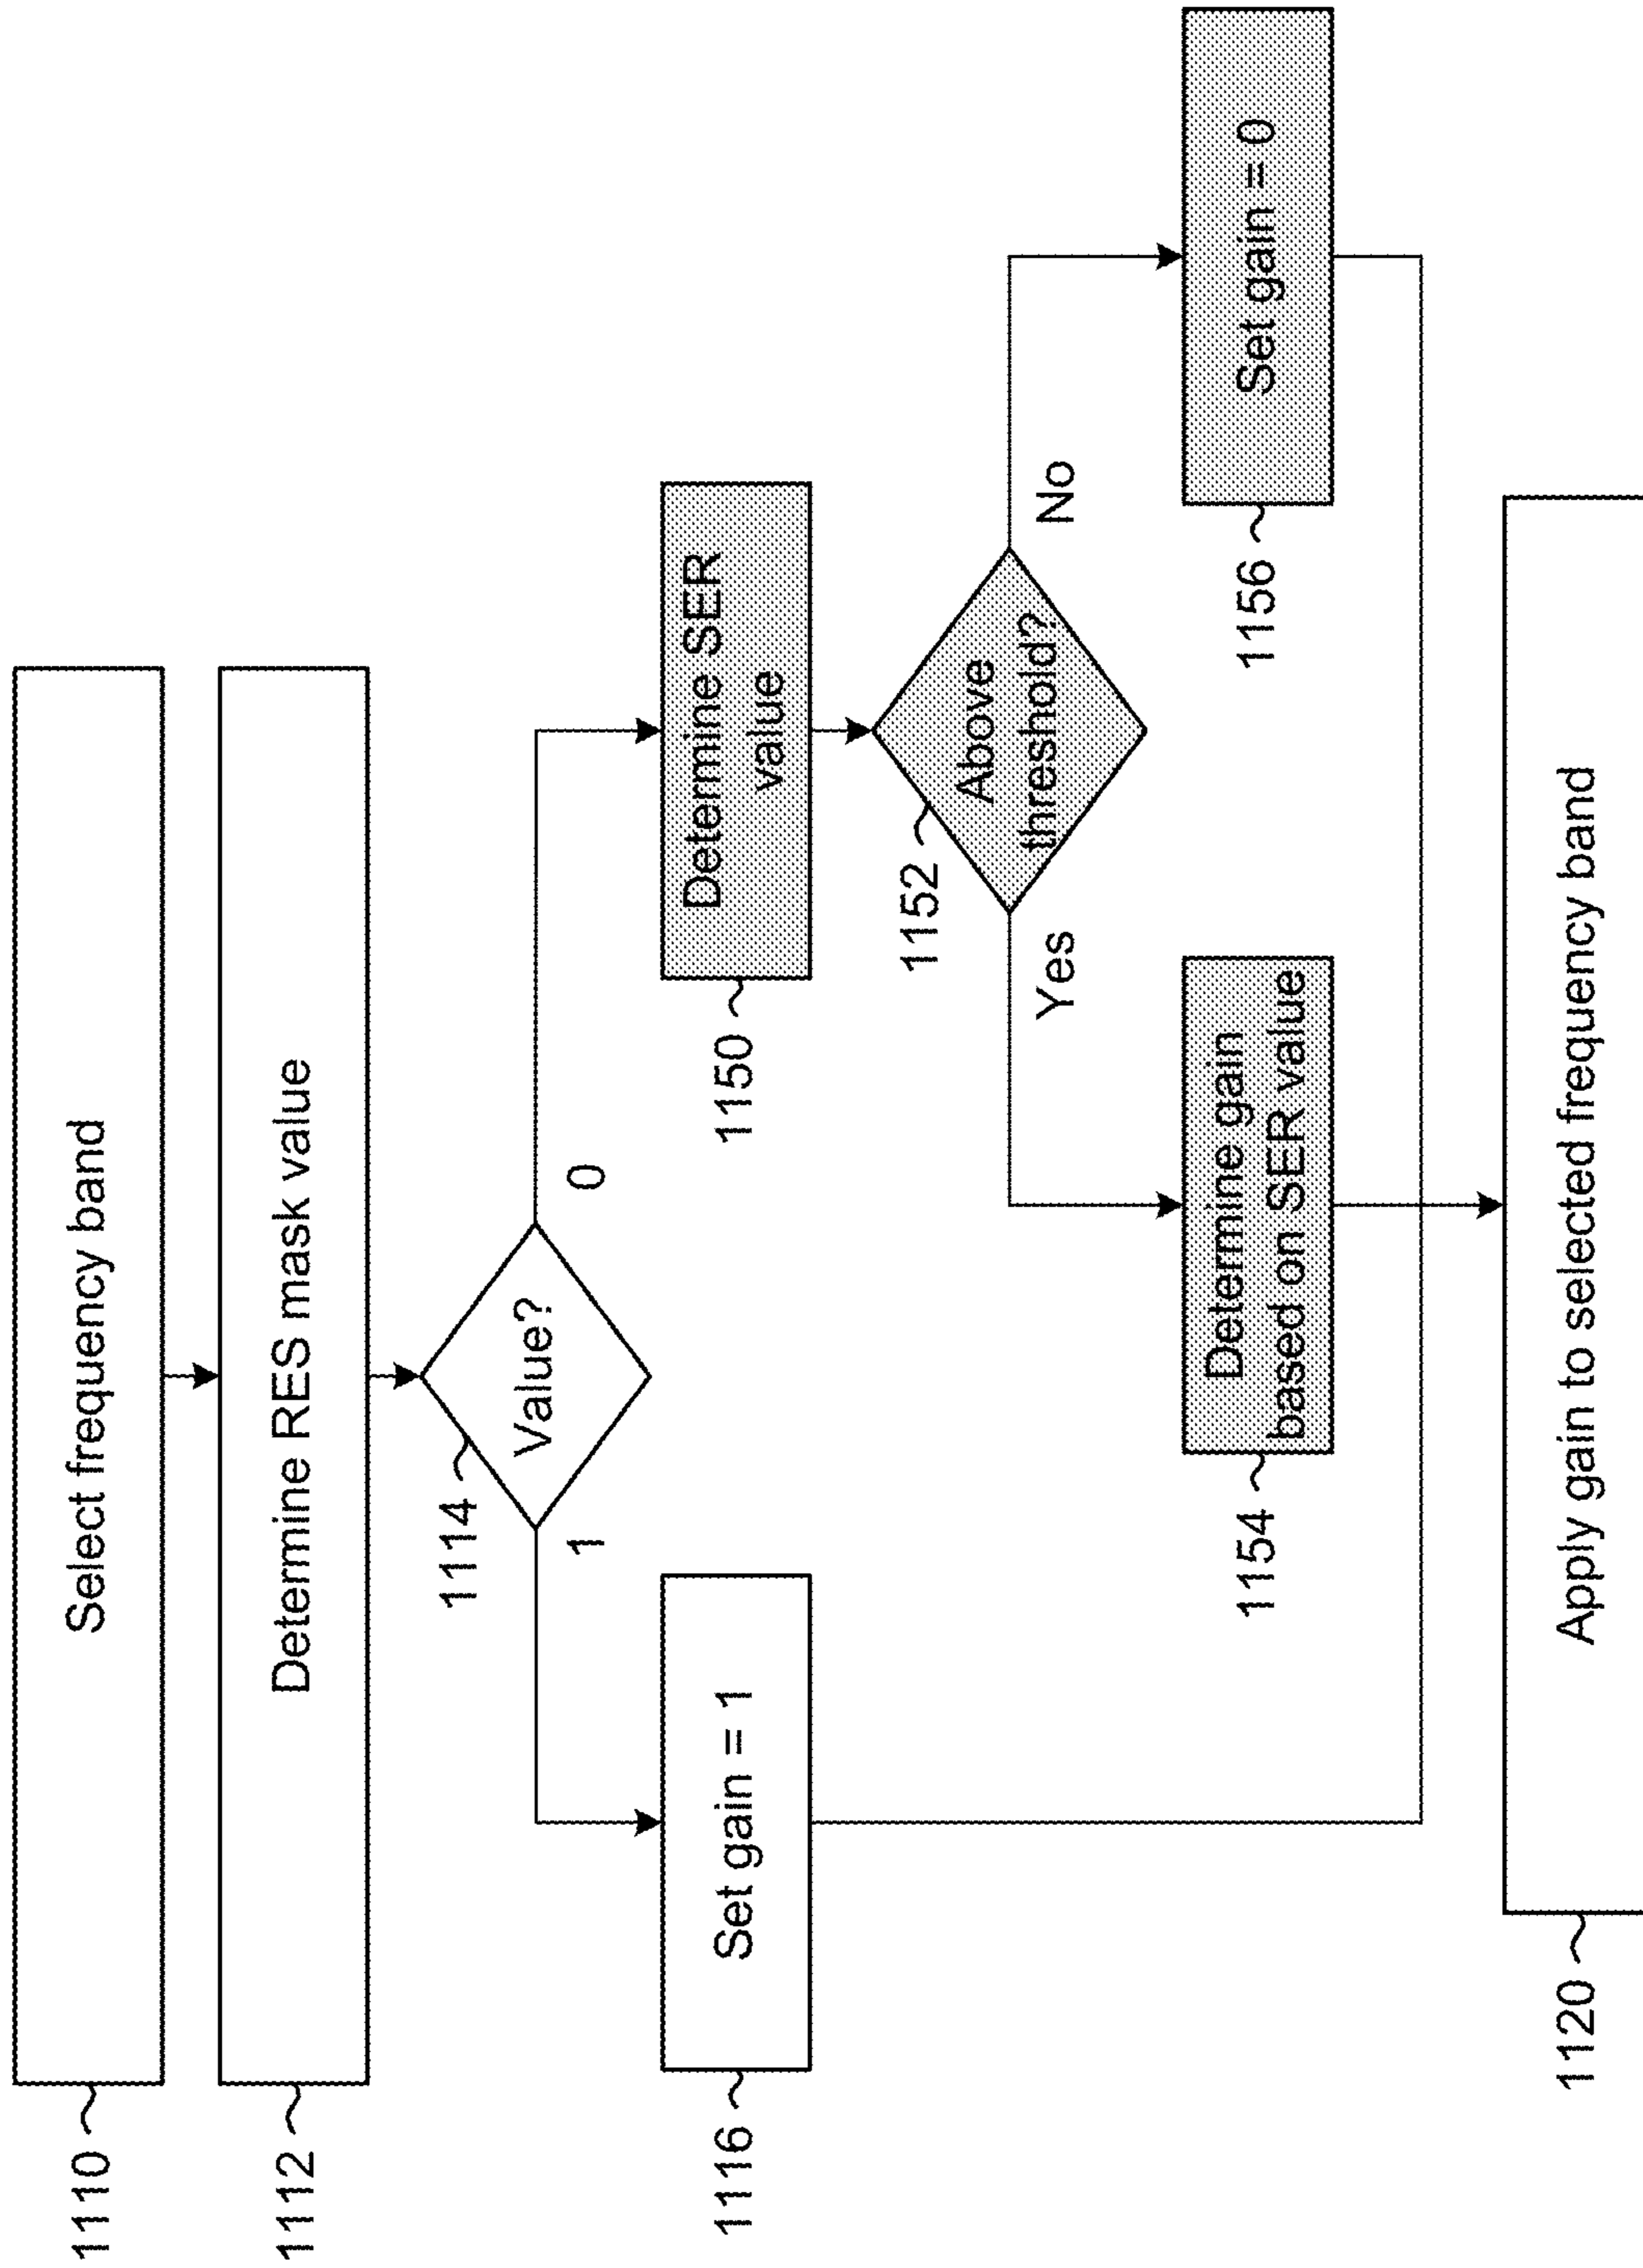 1110
Select frequency band
1112
Determine RES mask value
1114
Value?
1
0
1116
Set gain = 1
1150
Determine SER
value
1152
Above
threshold?
Yes
No
1154
Determine gain
based on SER value
1156
Set gain = 0
1120
Apply gain to selected frequency band